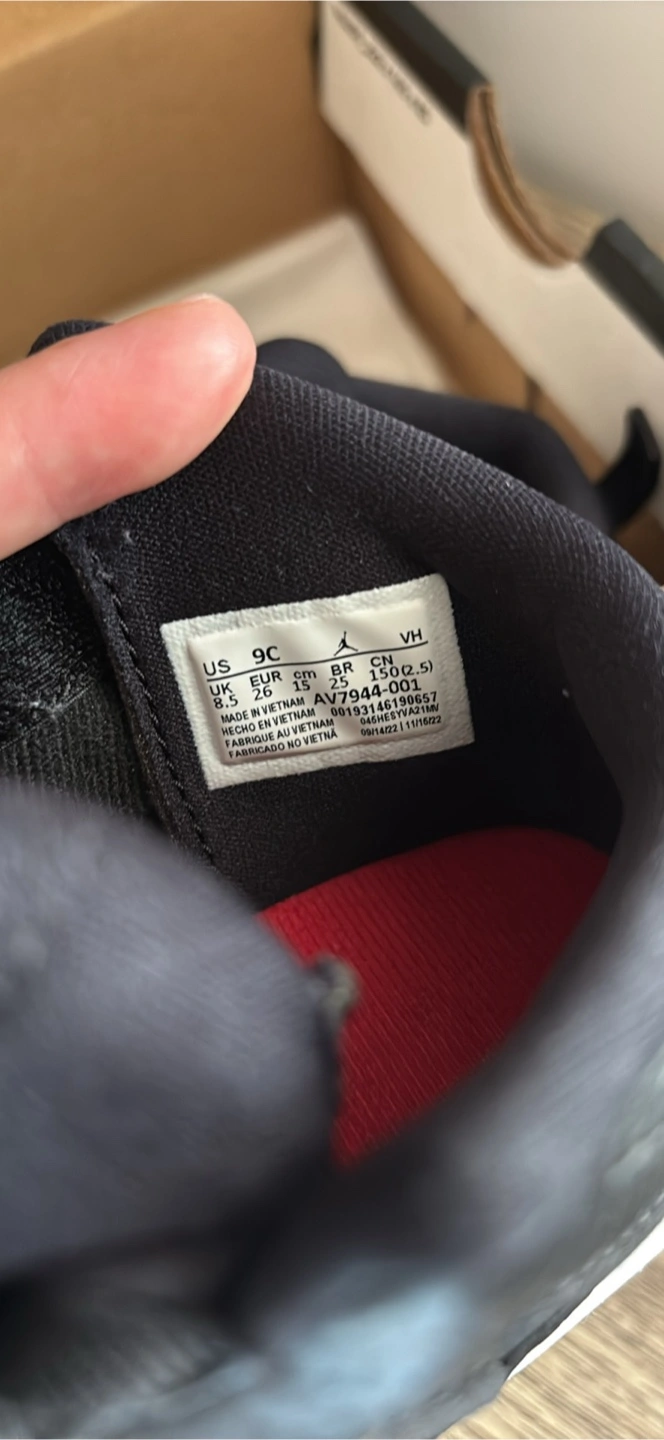 US 9C VH
UK EUR cm BR CN
8.5 26 15 25 150(2.5)
MADE IN VIETNAM AV7944-001
HECHO EN VIETNAM 00193146190657
FABRIQUE AU VIETNAM 045HESYVA21MV
FABRICADO NO VIETNÃ 09/14/22 | 11/15/22